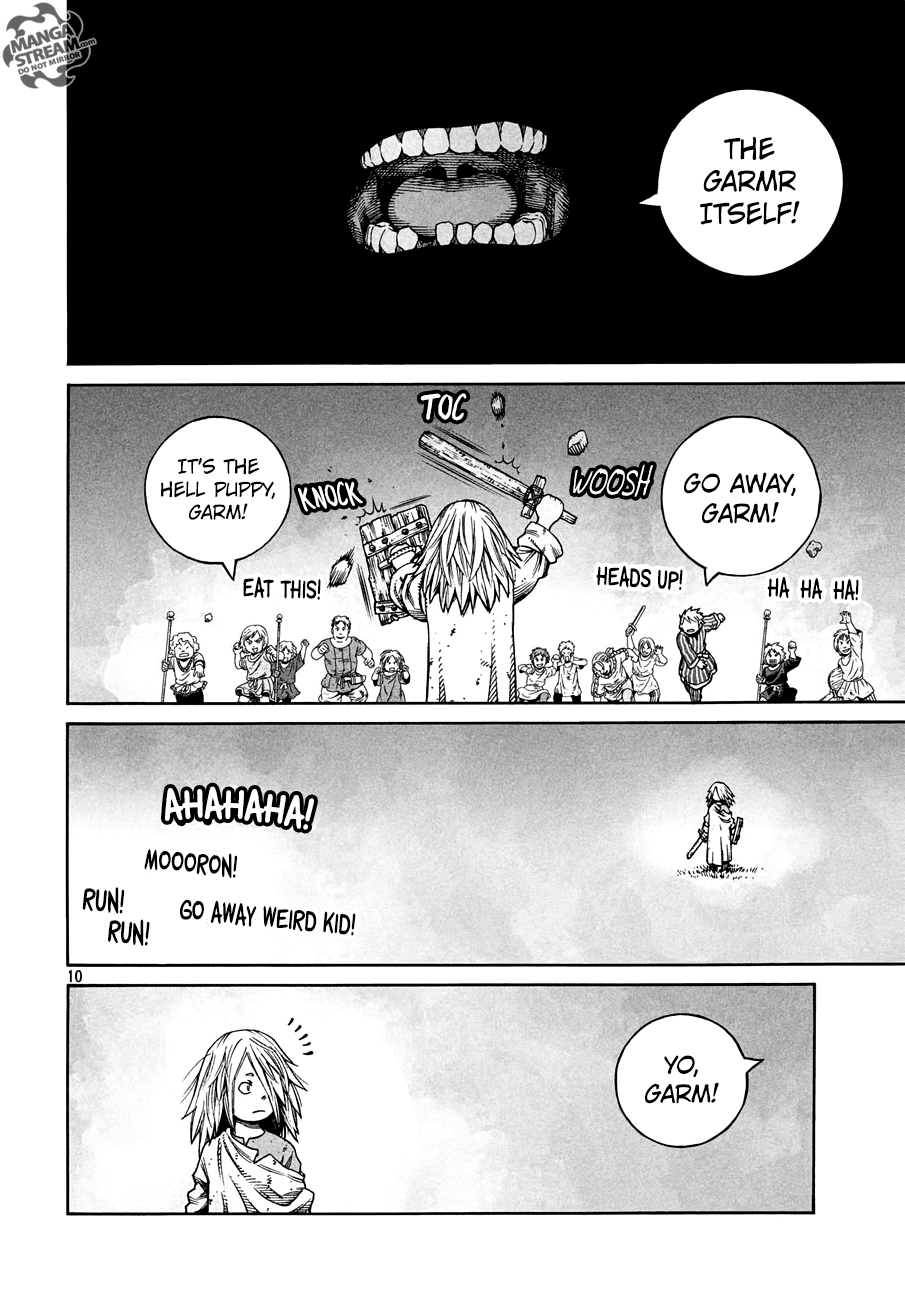 MANGA
STREAM.com
DO NOT MIRROR
THE
GARMR
ITSELF!
TOC
WOOSH
GO AWAY,
GARM!
IT'S THE
HELL PUPPY,
GARM!
KNOCK
EAT THIS!
HEADS UP!
HA HA HA!
AHAHAHA!
MOOORON!
RUN!
RUN!
GO AWAY WEIRD KID!
10
YO,
GARM!